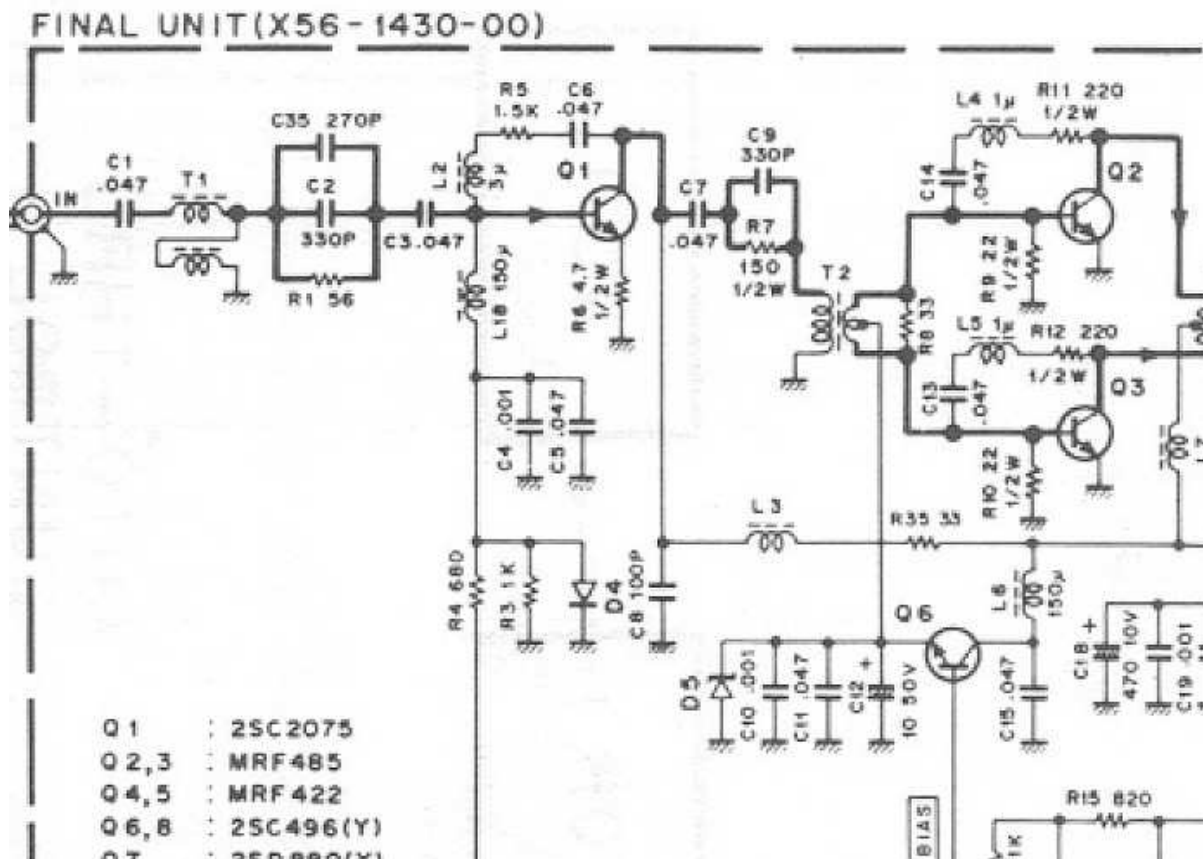 FINAL UNIT(X56-1430-00)
IN
C1
.047
T1
C35 270P
C2
330P
R1 56
C3.047
L2
3µ
R5
1.5K
C6
.047
Q1
L18 150µ
R6 4.7
1/2W
C4 .001
C5 .047
C7
.047
C9
330P
R7
150
1/2W
T2
R8 33
L4 1µ
R11 220
1/2W
C14
.047
Q2
R9 22
1/2W
L5 1µ
R12 220
1/2W
C13
.047
Q3
R10 22
1/2W
L3
R35 33
R4 680
R3 1K
D4
C8 100P
Q6
L6
150µ
D5
C10 .001
C11 .047
C12
+
10 50V
C15 .047
C18
+
470 10V
C19 .001
BIAS
R15 820
1K
Q1 : 2SC2075
Q2,3 : MRF485
Q4,5 : MRF422
Q6,8 : 2SC496(Y)